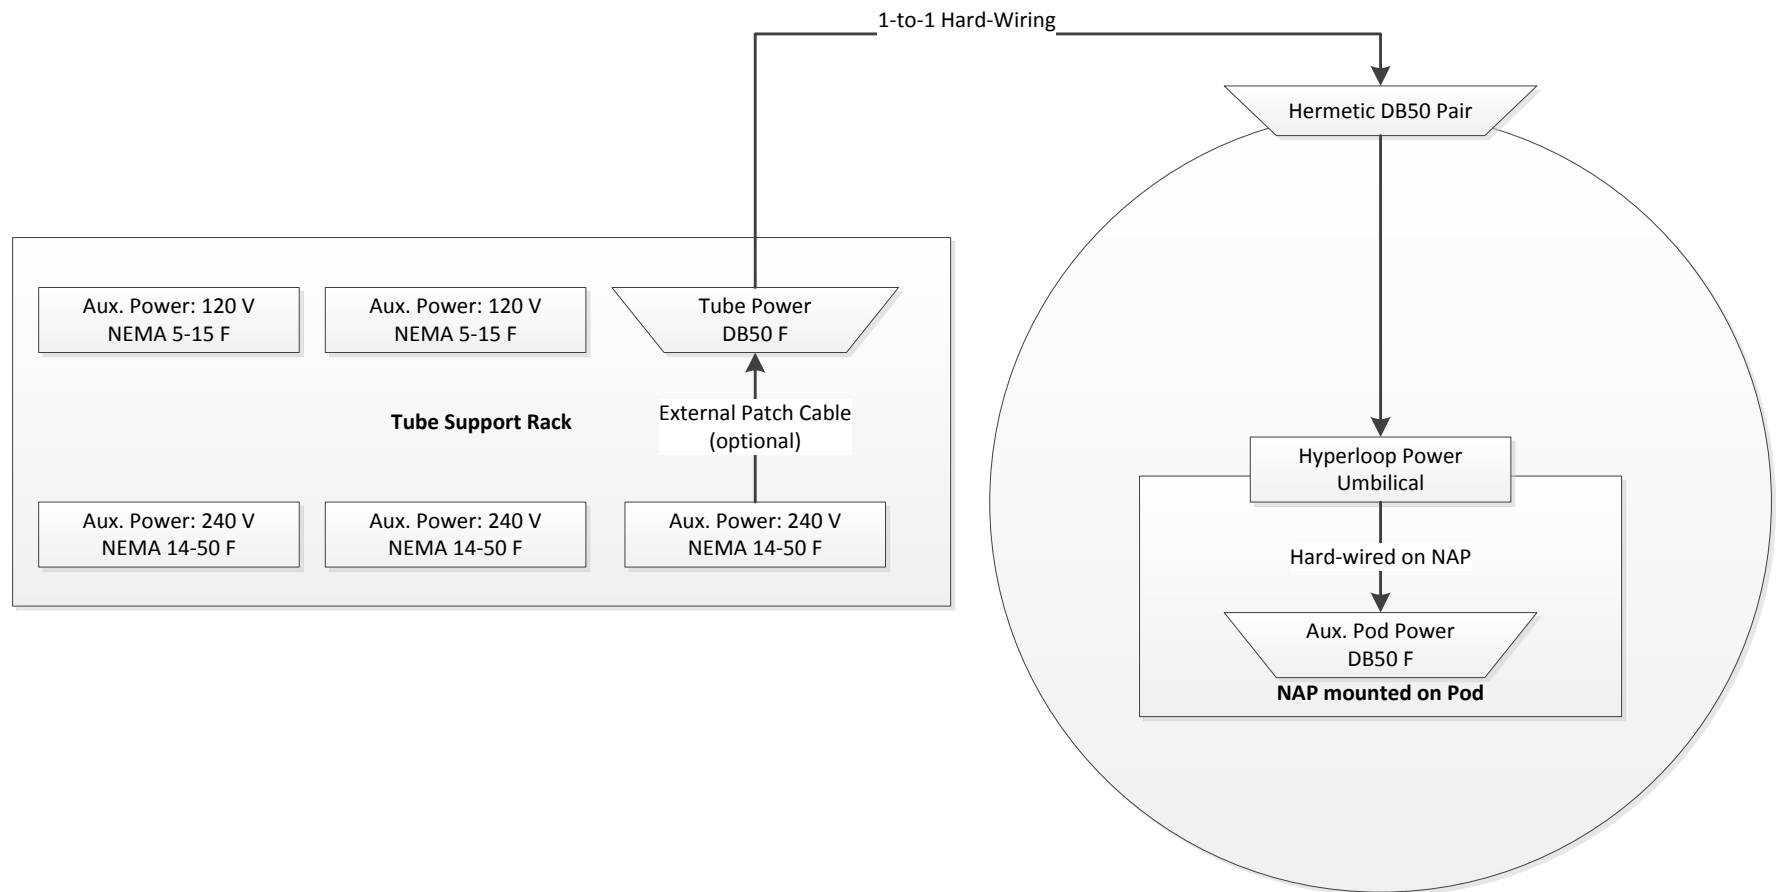 1-to-1 Hard-Wiring
Hermetic DB50 Pair
Aux. Power: 120 V
NEMA 5-15 F
Aux. Power: 120 V
NEMA 5-15 F
Tube Power
DB50 F
Tube Support Rack
External Patch Cable
(optional)
Aux. Power: 240 V
NEMA 14-50 F
Aux. Power: 240 V
NEMA 14-50 F
Aux. Power: 240 V
NEMA 14-50 F
Hyperloop Power
Umbilical
Hard-wired on NAP
Aux. Pod Power
DB50 F
NAP mounted on Pod